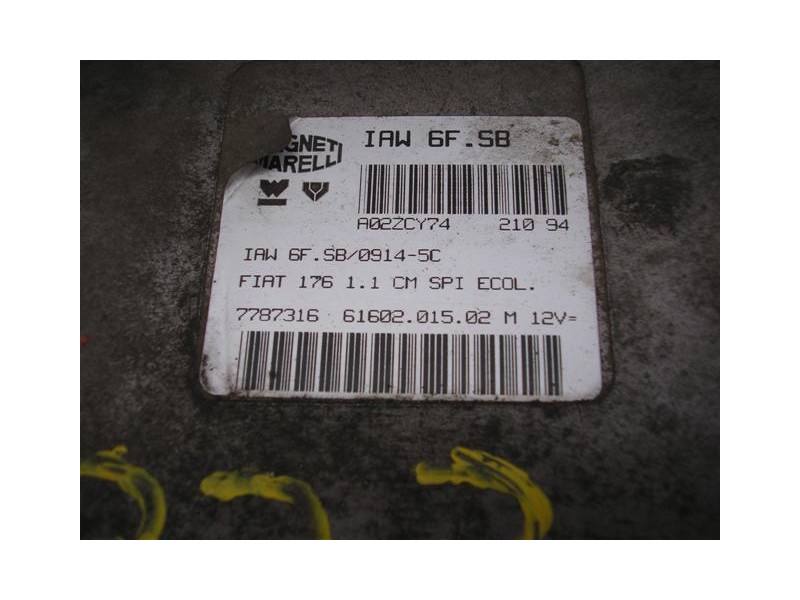 IAW 6F.SB
MARELLI
A02ZCY74 210 94
IAW 6F.SB/0914-5C
FIAT 176 1.1 CM SPI ECOL.
7787316 61602.015.02 M 12V=